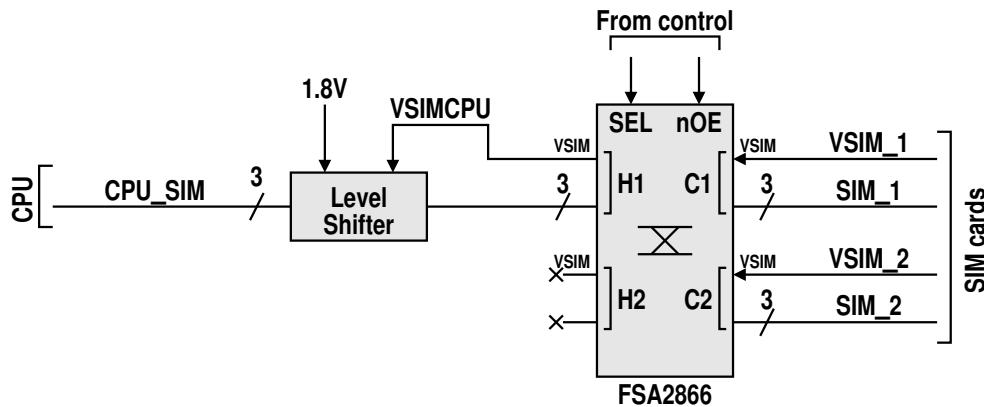 From control
1.8V
VSIMCPU
SEL nOE
VSIM
VSIM
VSIM_1
CPU
CPU_SIM
3
Level
Shifter
3
H1
C1
3
SIM_1
VSIM
VSIM
VSIM_2
H2
C2
3
SIM_2
SIM cards
FSA2866